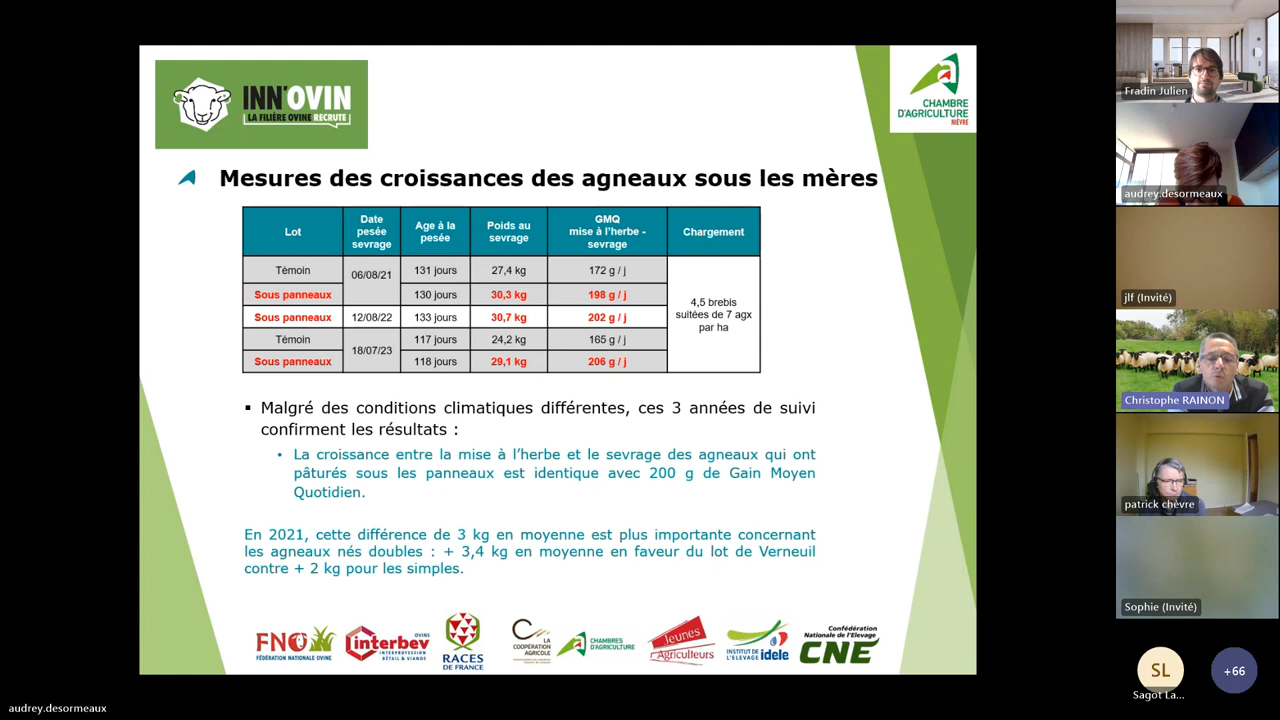 INN'OVIN
LA FILIÈRE OVINE RECRUTE
CHAMBRE
D'AGRICULTURE
NIÈVRE
Mesures des croissances des agneaux sous les mères
Lot
Date pesée sevrage
Age à la pesée
Poids au sevrage
GMQ mise à l'herbe - sevrage
Chargement
Témoin
06/08/21
131 jours
27,4 kg
172 g / j
4,5 brebis suitées de 7 agx par ha
Sous panneaux
130 jours
30,3 kg
198 g / j
Sous panneaux
12/08/22
133 jours
30,7 kg
202 g / j
Témoin
18/07/23
117 jours
24,2 kg
165 g / j
Sous panneaux
118 jours
29,1 kg
206 g / j
▪ Malgré des conditions climatiques différentes, ces 3 années de suivi
confirment les résultats :
• La croissance entre la mise à l'herbe et le sevrage des agneaux qui ont
pâturés sous les panneaux est identique avec 200 g de Gain Moyen
Quotidien.
En 2021, cette différence de 3 kg en moyenne est plus importante concernant
les agneaux nés doubles : + 3,4 kg en moyenne en faveur du lot de Verneuil
contre + 2 kg pour les simples.
FNO
FÉDÉRATION NATIONALE OVINE
OVINS
interbev
INTERPROFESSION
BÉTAIL & VIANDE
RACES
DE FRANCE
LA
COOPÉRATION
AGRICOLE
CHAMBRES
D'AGRICULTURE
Jeunes
Agriculteurs
INSTITUT DE
L'ELEVAGE idele
Confédération
Nationale de l'Elevage
CNE
Fradin Julien
audrey.desormeaux
jlf (Invité)
Christophe RAINON
patrick chèvre
Sophie (Invité)
SL
Sagot La...
+66
audrey.desormeaux